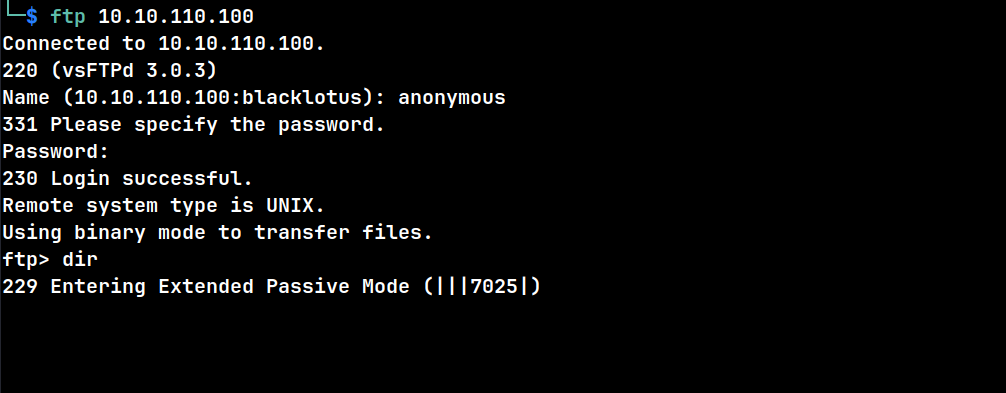 └─$ ftp 10.10.110.100
Connected to 10.10.110.100.
220 (vsFTPd 3.0.3)
Name (10.10.110.100:blacklotus): anonymous
331 Please specify the password.
Password:
230 Login successful.
Remote system type is UNIX.
Using binary mode to transfer files.
ftp> dir
229 Entering Extended Passive Mode (|||7025|)